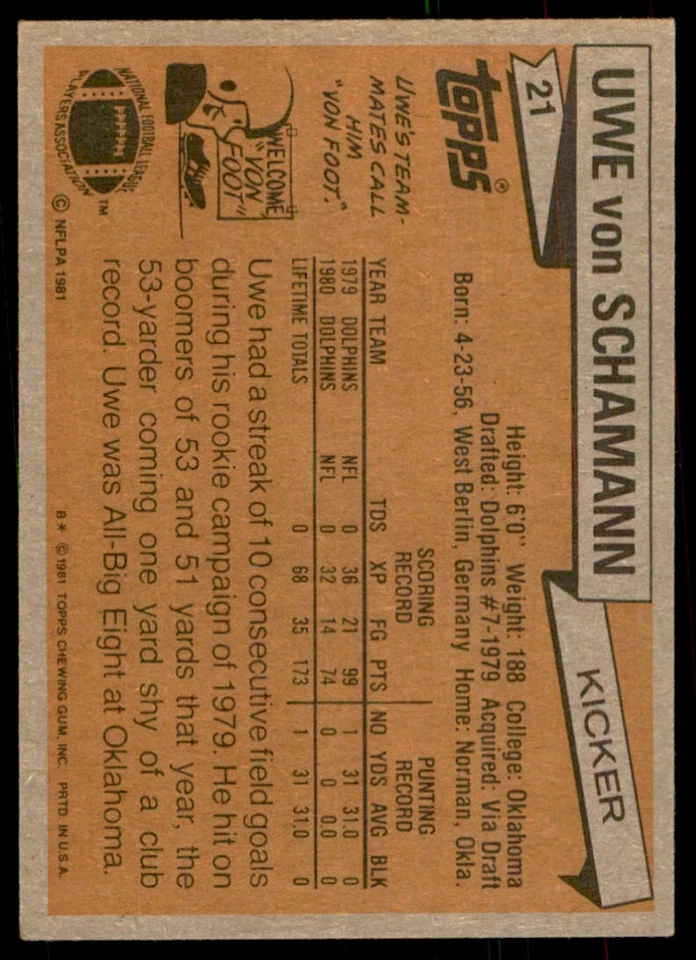 UWE von SCHAMANN
KICKER
21
topps®
Height: 6'0" Weight: 188 College: Oklahoma
Drafted: Dolphins #7-1979 Acquired: Via Draft
Born: 4-23-56, West Berlin, Germany Home: Norman, Okla.
UWE'S TEAM-
MATES CALL
HIM
"VON FOOT."
WELCOME
"VON
FOOT"
SCORING PUNTING
RECORD RECORD
YEAR TEAM TDS XP FG PTS NO YDS AVG BLK
1979 DOLPHINS NFL 0 36 21 99 1 31 31.0 0
1980 DOLPHINS NFL 0 32 14 74 0 0 0.0 0
LIFETIME TOTALS 0 68 35 173 1 31 31.0 0
Uwe had a streak of 10 consecutive field goals
during his rookie campaign of 1979. He hit on
boomers of 53 and 51 yards that year, the
53-yarder coming one yard shy of a club
record. Uwe was All-Big Eight at Oklahoma.
NATIONAL FOOTBALL LEAGUE
PLAYERS ASSOCIATION
™
© NFLPA 1981
B* ©1981 TOPPS CHEWING GUM, INC. PRTD. IN U.S.A.